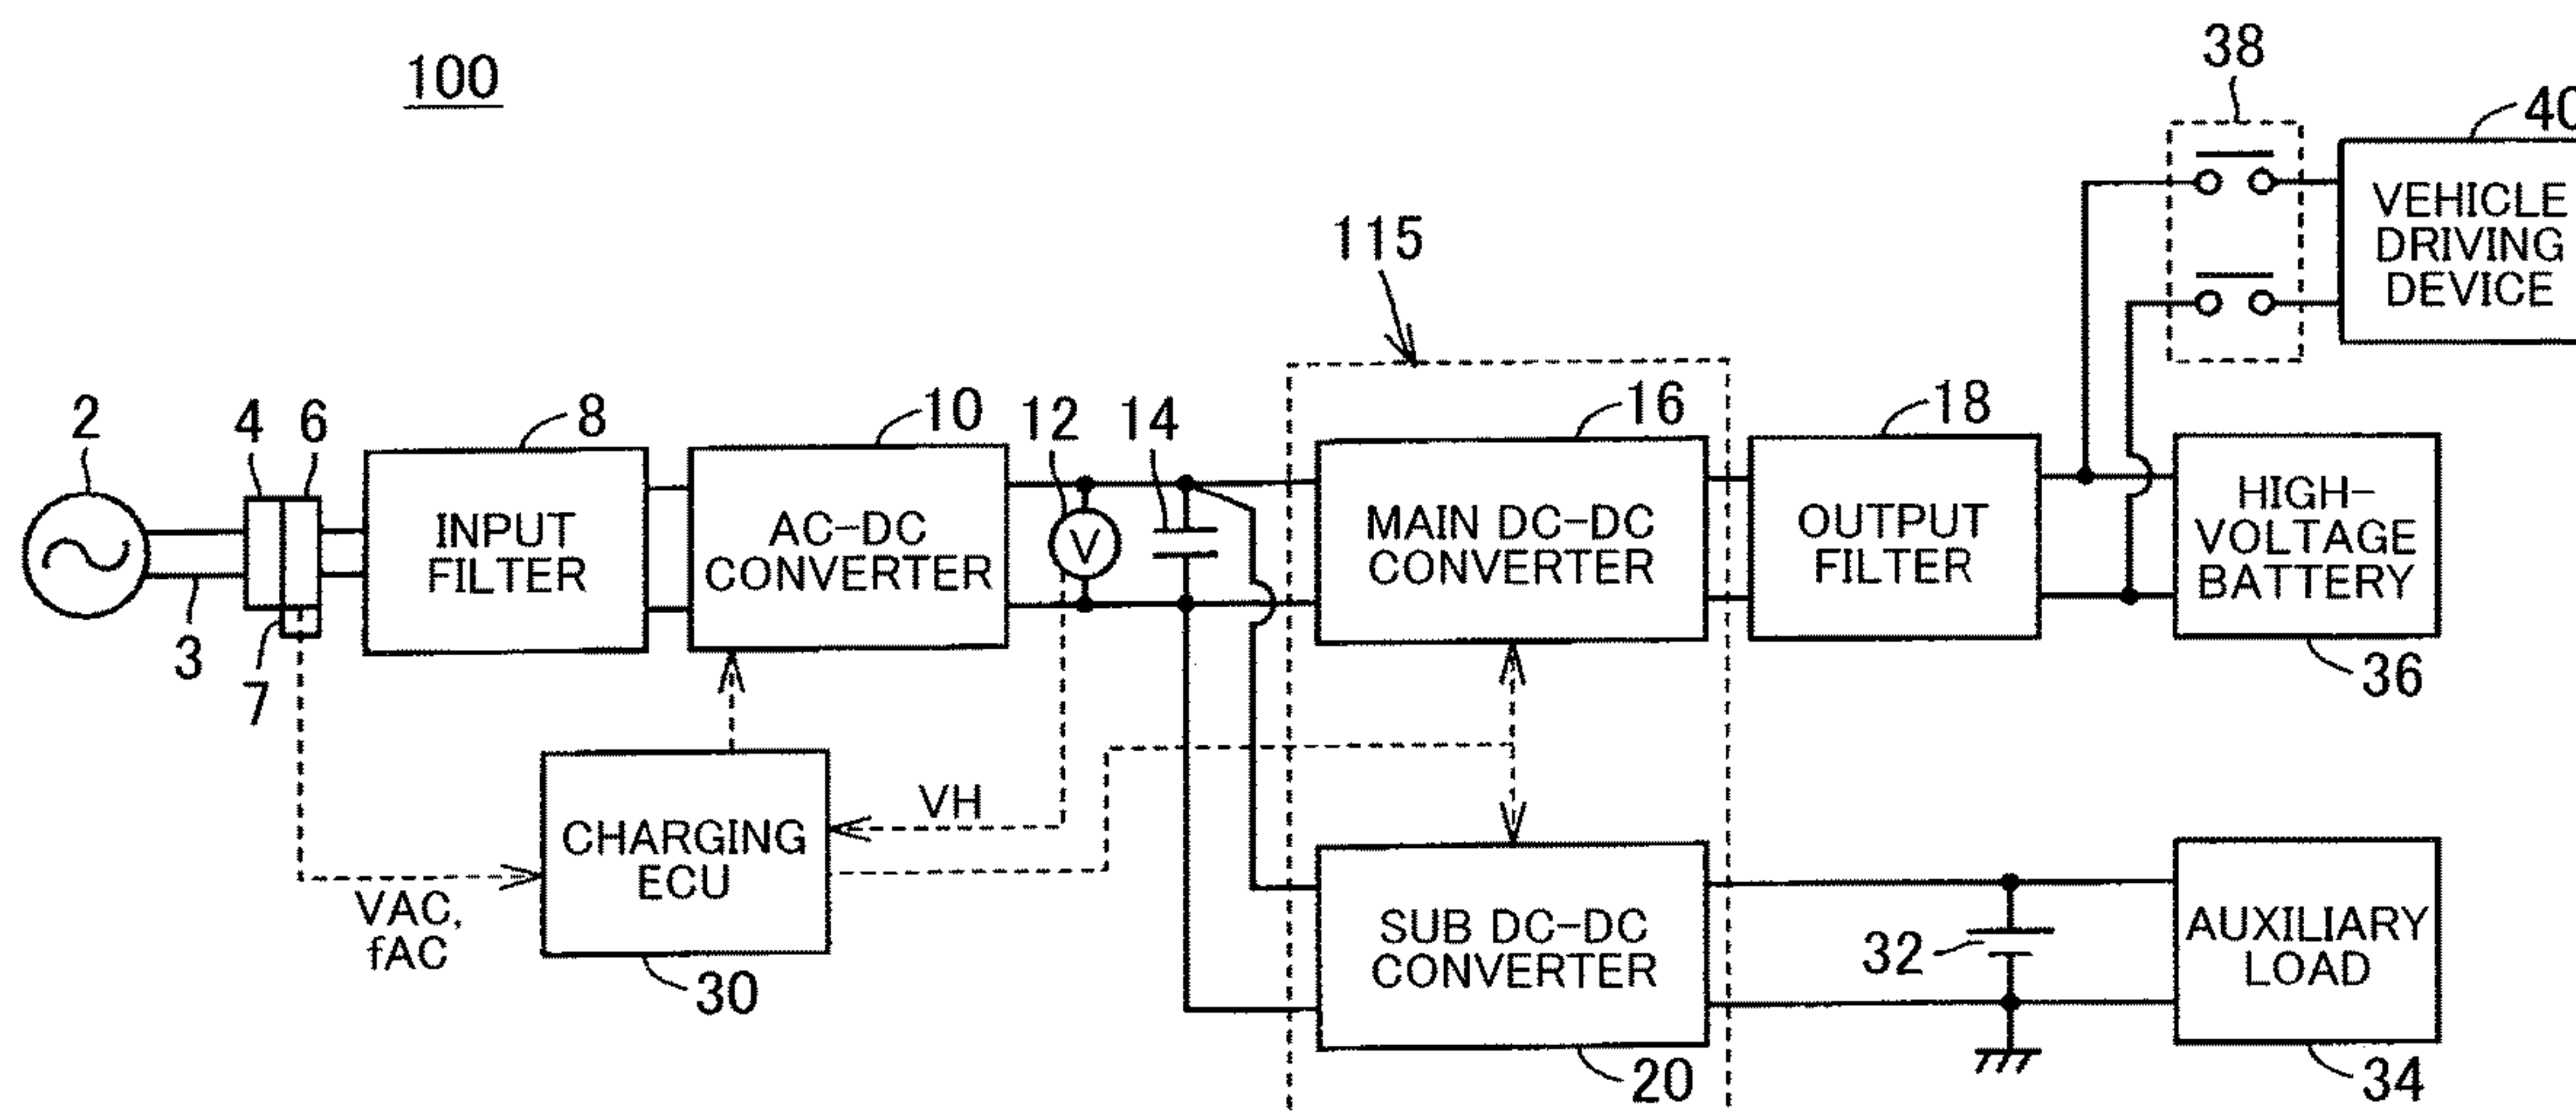 100
38
40
VEHICLE
DRIVING
DEVICE
115
2
4
6
8
10
12
14
16
18
INPUT
FILTER
AC-DC
CONVERTER
V
MAIN DC-DC
CONVERTER
OUTPUT
FILTER
HIGH-
VOLTAGE
BATTERY
3
7
36
VH
CHARGING
ECU
VAC,
fAC
30
SUB DC-DC
CONVERTER
20
32
AUXILIARY
LOAD
34